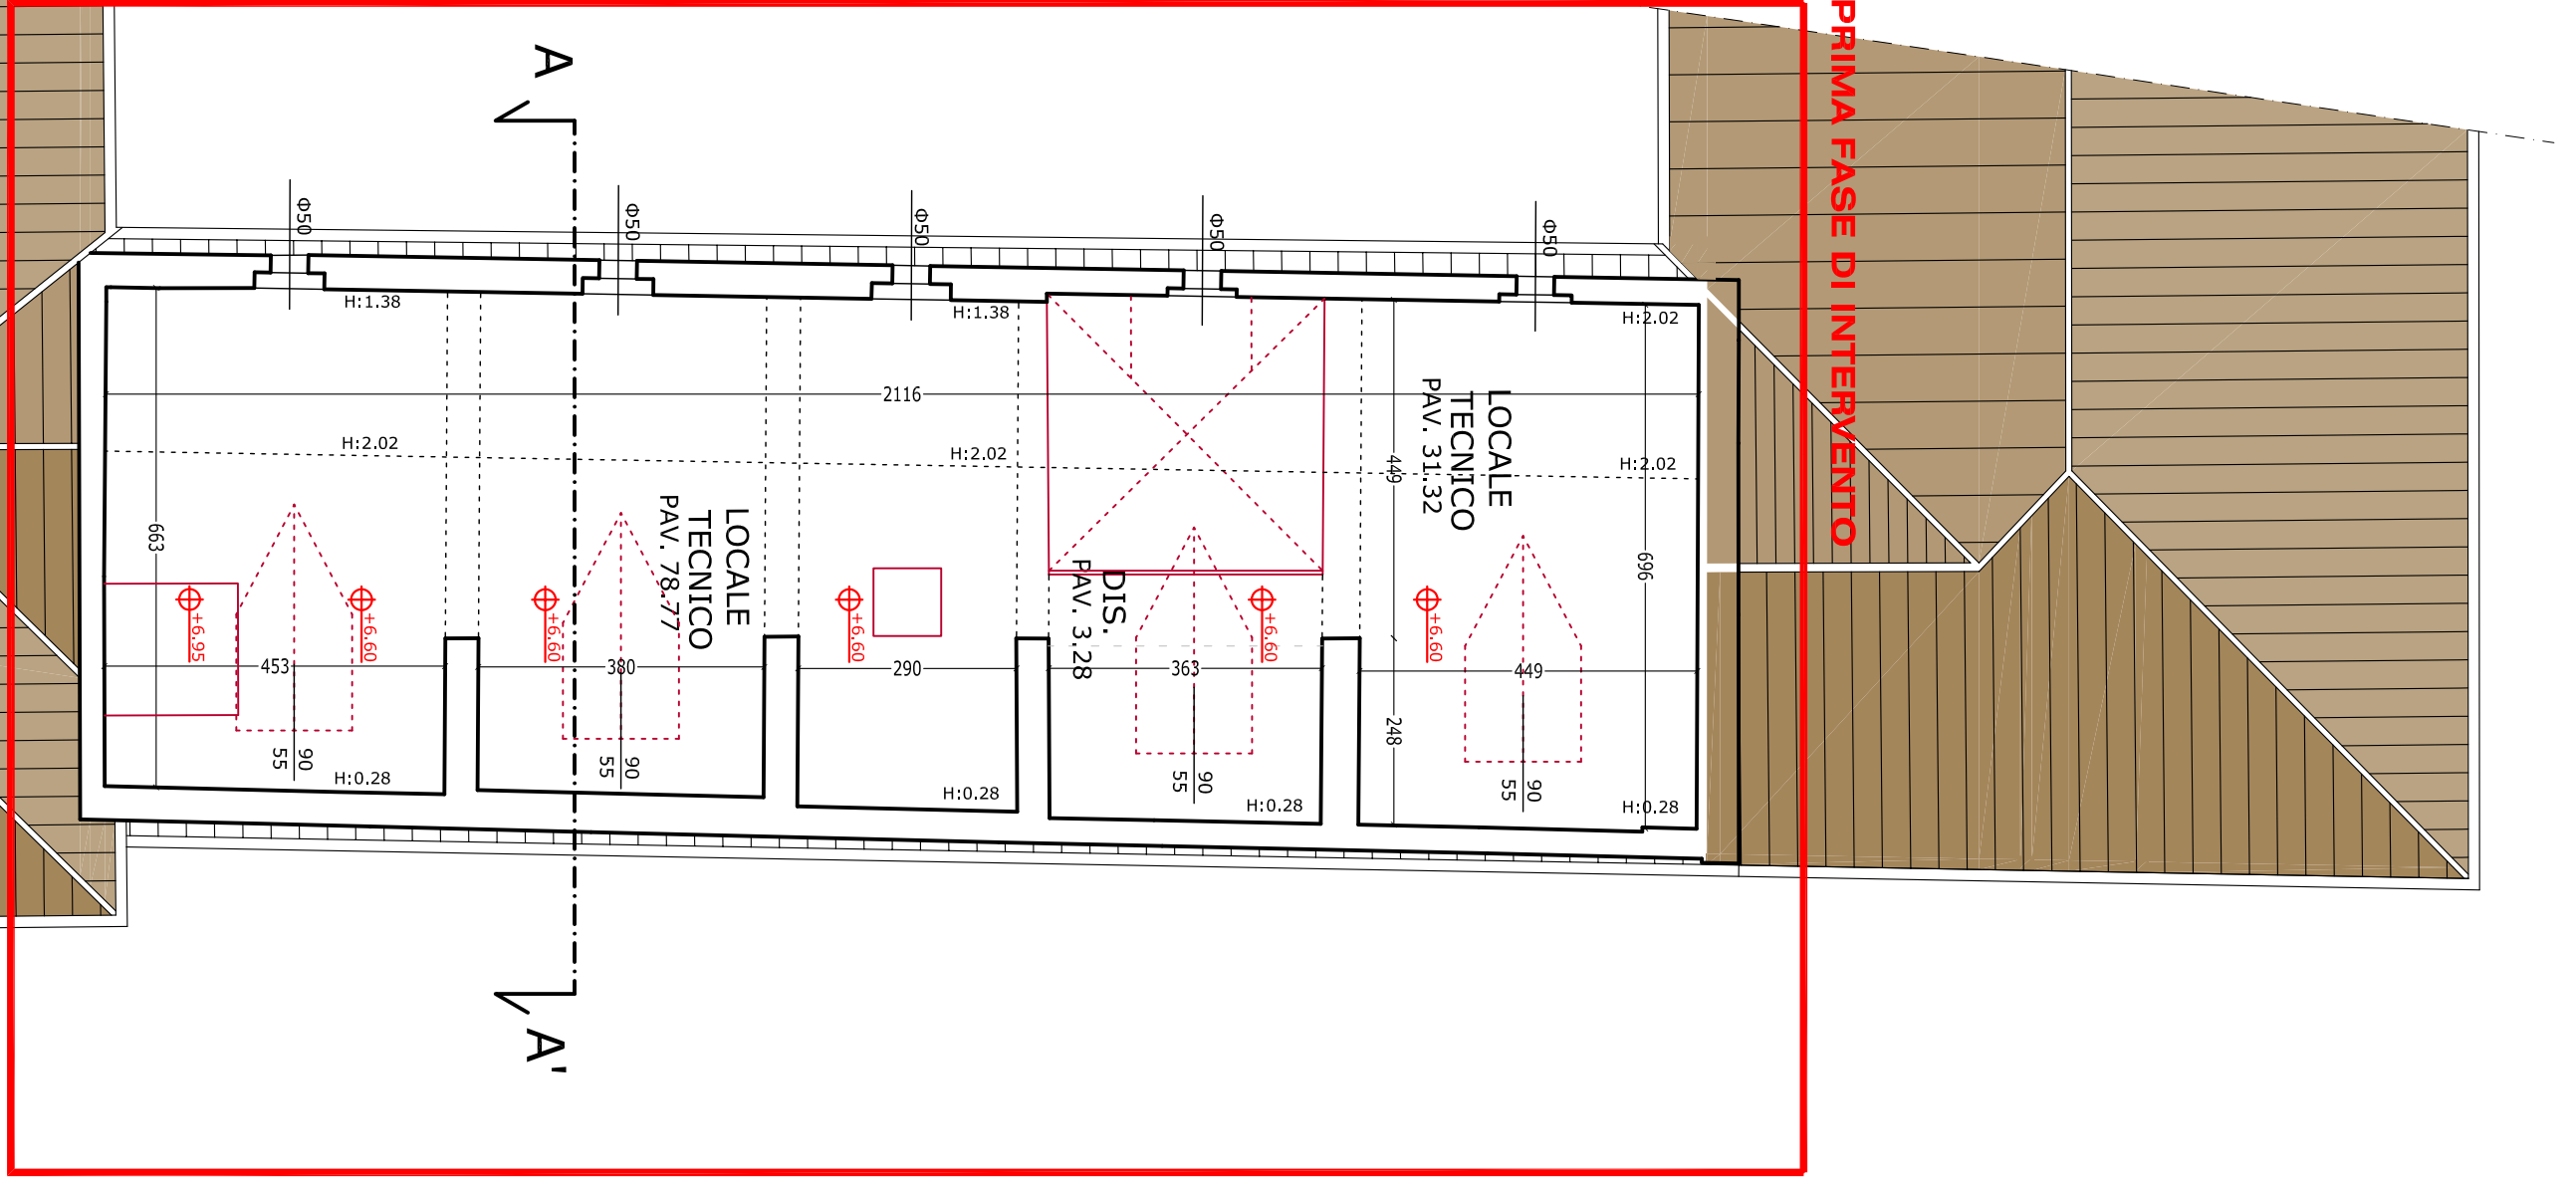 PRIMA FASE DI INTERVENTO
A
Φ50
Φ50
Φ50
Φ50
Φ50
H:1.38
H:1.38
H:2.02
2116
H:2.02
H:2.02
H:2.02
449
663
696
LOCALE
TECNICO
PAV. 31.32
LOCALE
TECNICO
PAV. 78.77
DIS.
PAV. 3.28
+6.95
+6.60
+6.60
+6.60
+6.60
+6.60
453
380
290
363
449
248
90
55
90
55
90
55
90
55
H:0.28
H:0.28
H:0.28
H:0.28
A'